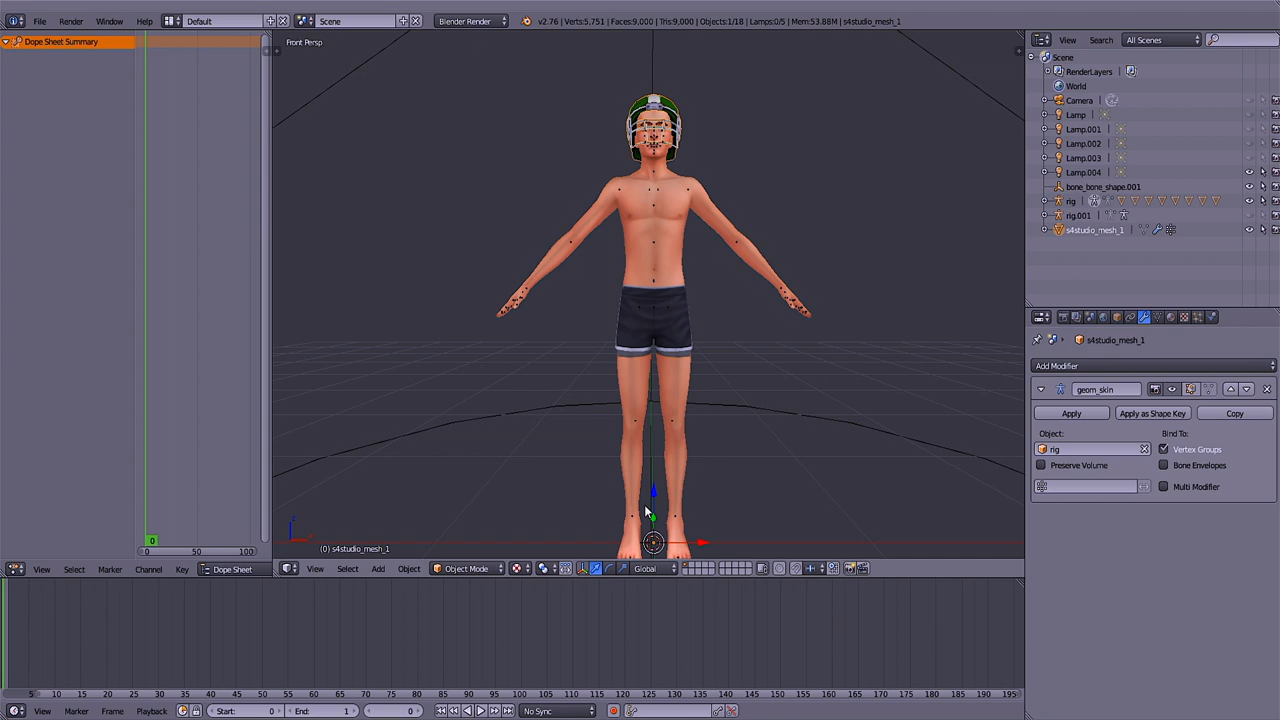 File Render Window Help Default Scene Blender Render v2.76 | Verts:5,751 | Faces:9,000 | Tris:9,000 | Objects:1/18 | Lamps:0/5 | Mem:53.88M | s4studio_mesh_1
Dope Sheet Summary
0
0 50 100
View Select Marker Channel Key Dope Sheet
Front Persp
(0) s4studio_mesh_1
View Select Add Object Object Mode Global
View Search All Scenes
Scene
RenderLayers
World
Camera
Lamp
Lamp.001
Lamp.002
Lamp.003
Lamp.004
bone_bone_shape.001
rig
rig.001
s4studio_mesh_1
s4studio_mesh_1
Add Modifier
geom_skin
Apply Apply as Shape Key Copy
Object: Bind To:
rig Vertex Groups
Preserve Volume Bone Envelopes
Multi Modifier
5 10 15 20 25 30 35 40 45 50 55 60 65 70 75 80 85 90 95 100 105 110 115 120 125 130 135 140 145 150 155 160 165 170 175 180 185 190 195
View Marker Frame Playback Start: 0 End: 1 0 No Sync